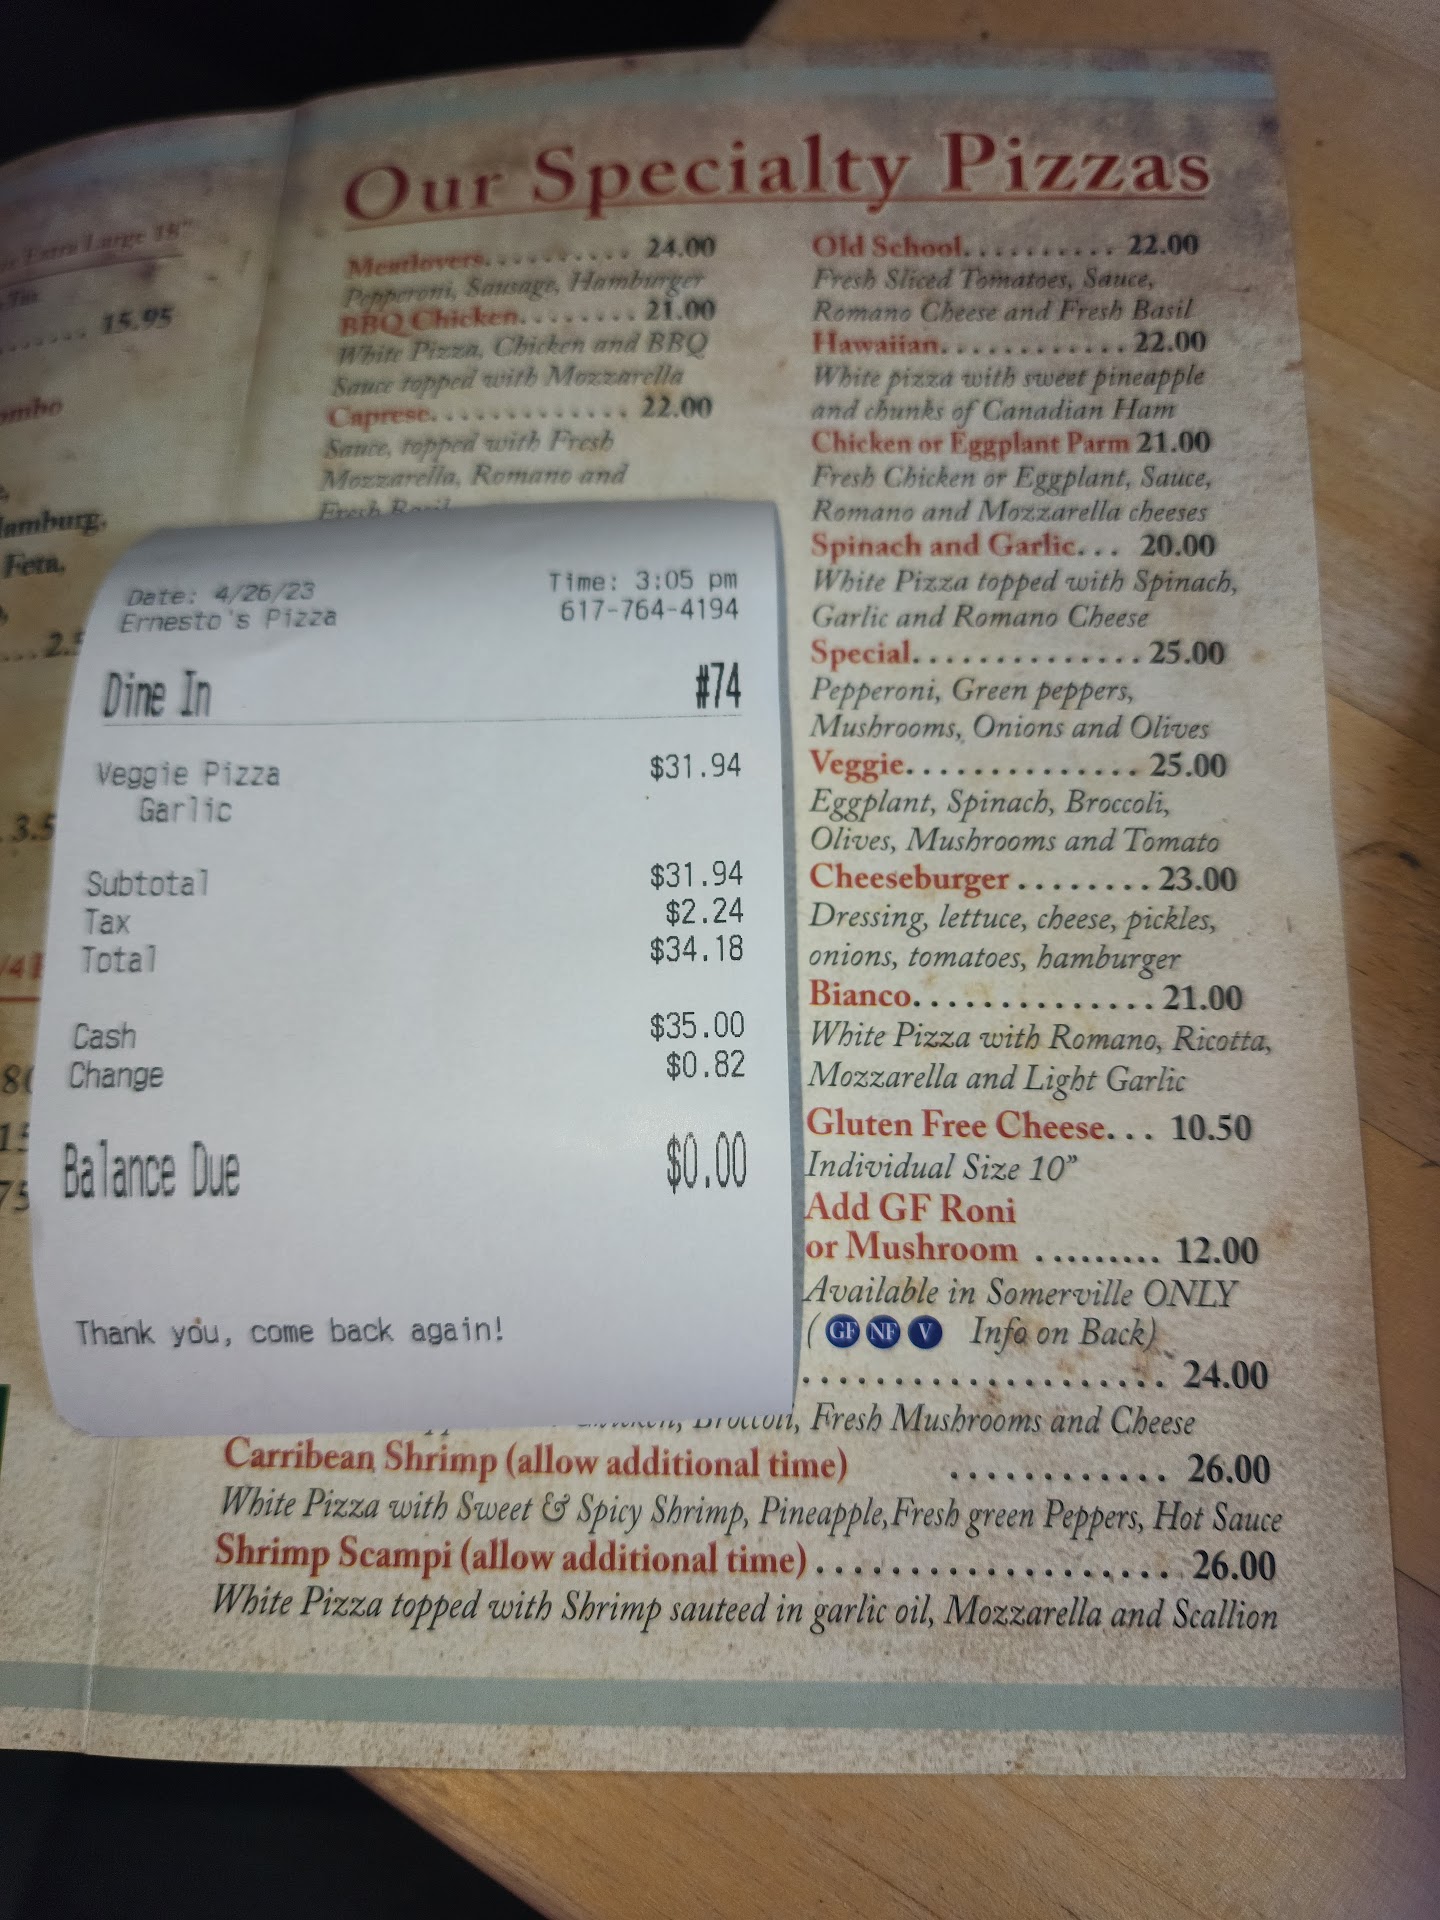 Our Specialty Pizzas
Extra Large 18"
15.95
Hamburg,
Feta,
Meatlovers.......... 24.00
Pepperoni, Sausage, Hamburger
BBQ Chicken........ 21.00
White Pizza, Chicken and BBQ
Sauce topped with Mozzarella
Caprese............. 22.00
Sauce, topped with Fresh
Mozzarella, Romano and
Fresh Basil
Old School.......... 22.00
Fresh Sliced Tomatoes, Sauce,
Romano Cheese and Fresh Basil
Hawaiian............ 22.00
White pizza with sweet pineapple
and chunks of Canadian Ham
Chicken or Eggplant Parm 21.00
Fresh Chicken or Eggplant, Sauce,
Romano and Mozzarella cheeses
Spinach and Garlic... 20.00
White Pizza topped with Spinach,
Garlic and Romano Cheese
Special.............. 25.00
Pepperoni, Green peppers,
Mushrooms, Onions and Olives
Veggie.............. 25.00
Eggplant, Spinach, Broccoli,
Olives, Mushrooms and Tomato
Cheeseburger ........ 23.00
Dressing, lettuce, cheese, pickles,
onions, tomatoes, hamburger
Bianco.............. 21.00
White Pizza with Romano, Ricotta,
Mozzarella and Light Garlic
Gluten Free Cheese... 10.50
Individual Size 10"
Add GF Roni
or Mushroom ......... 12.00
Available in Somerville ONLY
( GF NF V Info on Back)
..................... 24.00
Broccoli, Fresh Mushrooms and Cheese
Carribean Shrimp (allow additional time) ............ 26.00
White Pizza with Sweet & Spicy Shrimp, Pineapple,Fresh green Peppers, Hot Sauce
Shrimp Scampi (allow additional time) ................... 26.00
White Pizza topped with Shrimp sauteed in garlic oil, Mozzarella and Scallion
Date: 4/26/23 Time: 3:05 pm
Ernesto's Pizza 617-764-4194
Dine In #74
Veggie Pizza $31.94
Garlic
Subtotal $31.94
Tax $2.24
Total $34.18
Cash $35.00
Change $0.82
Balance Due $0.00
Thank you, come back again!